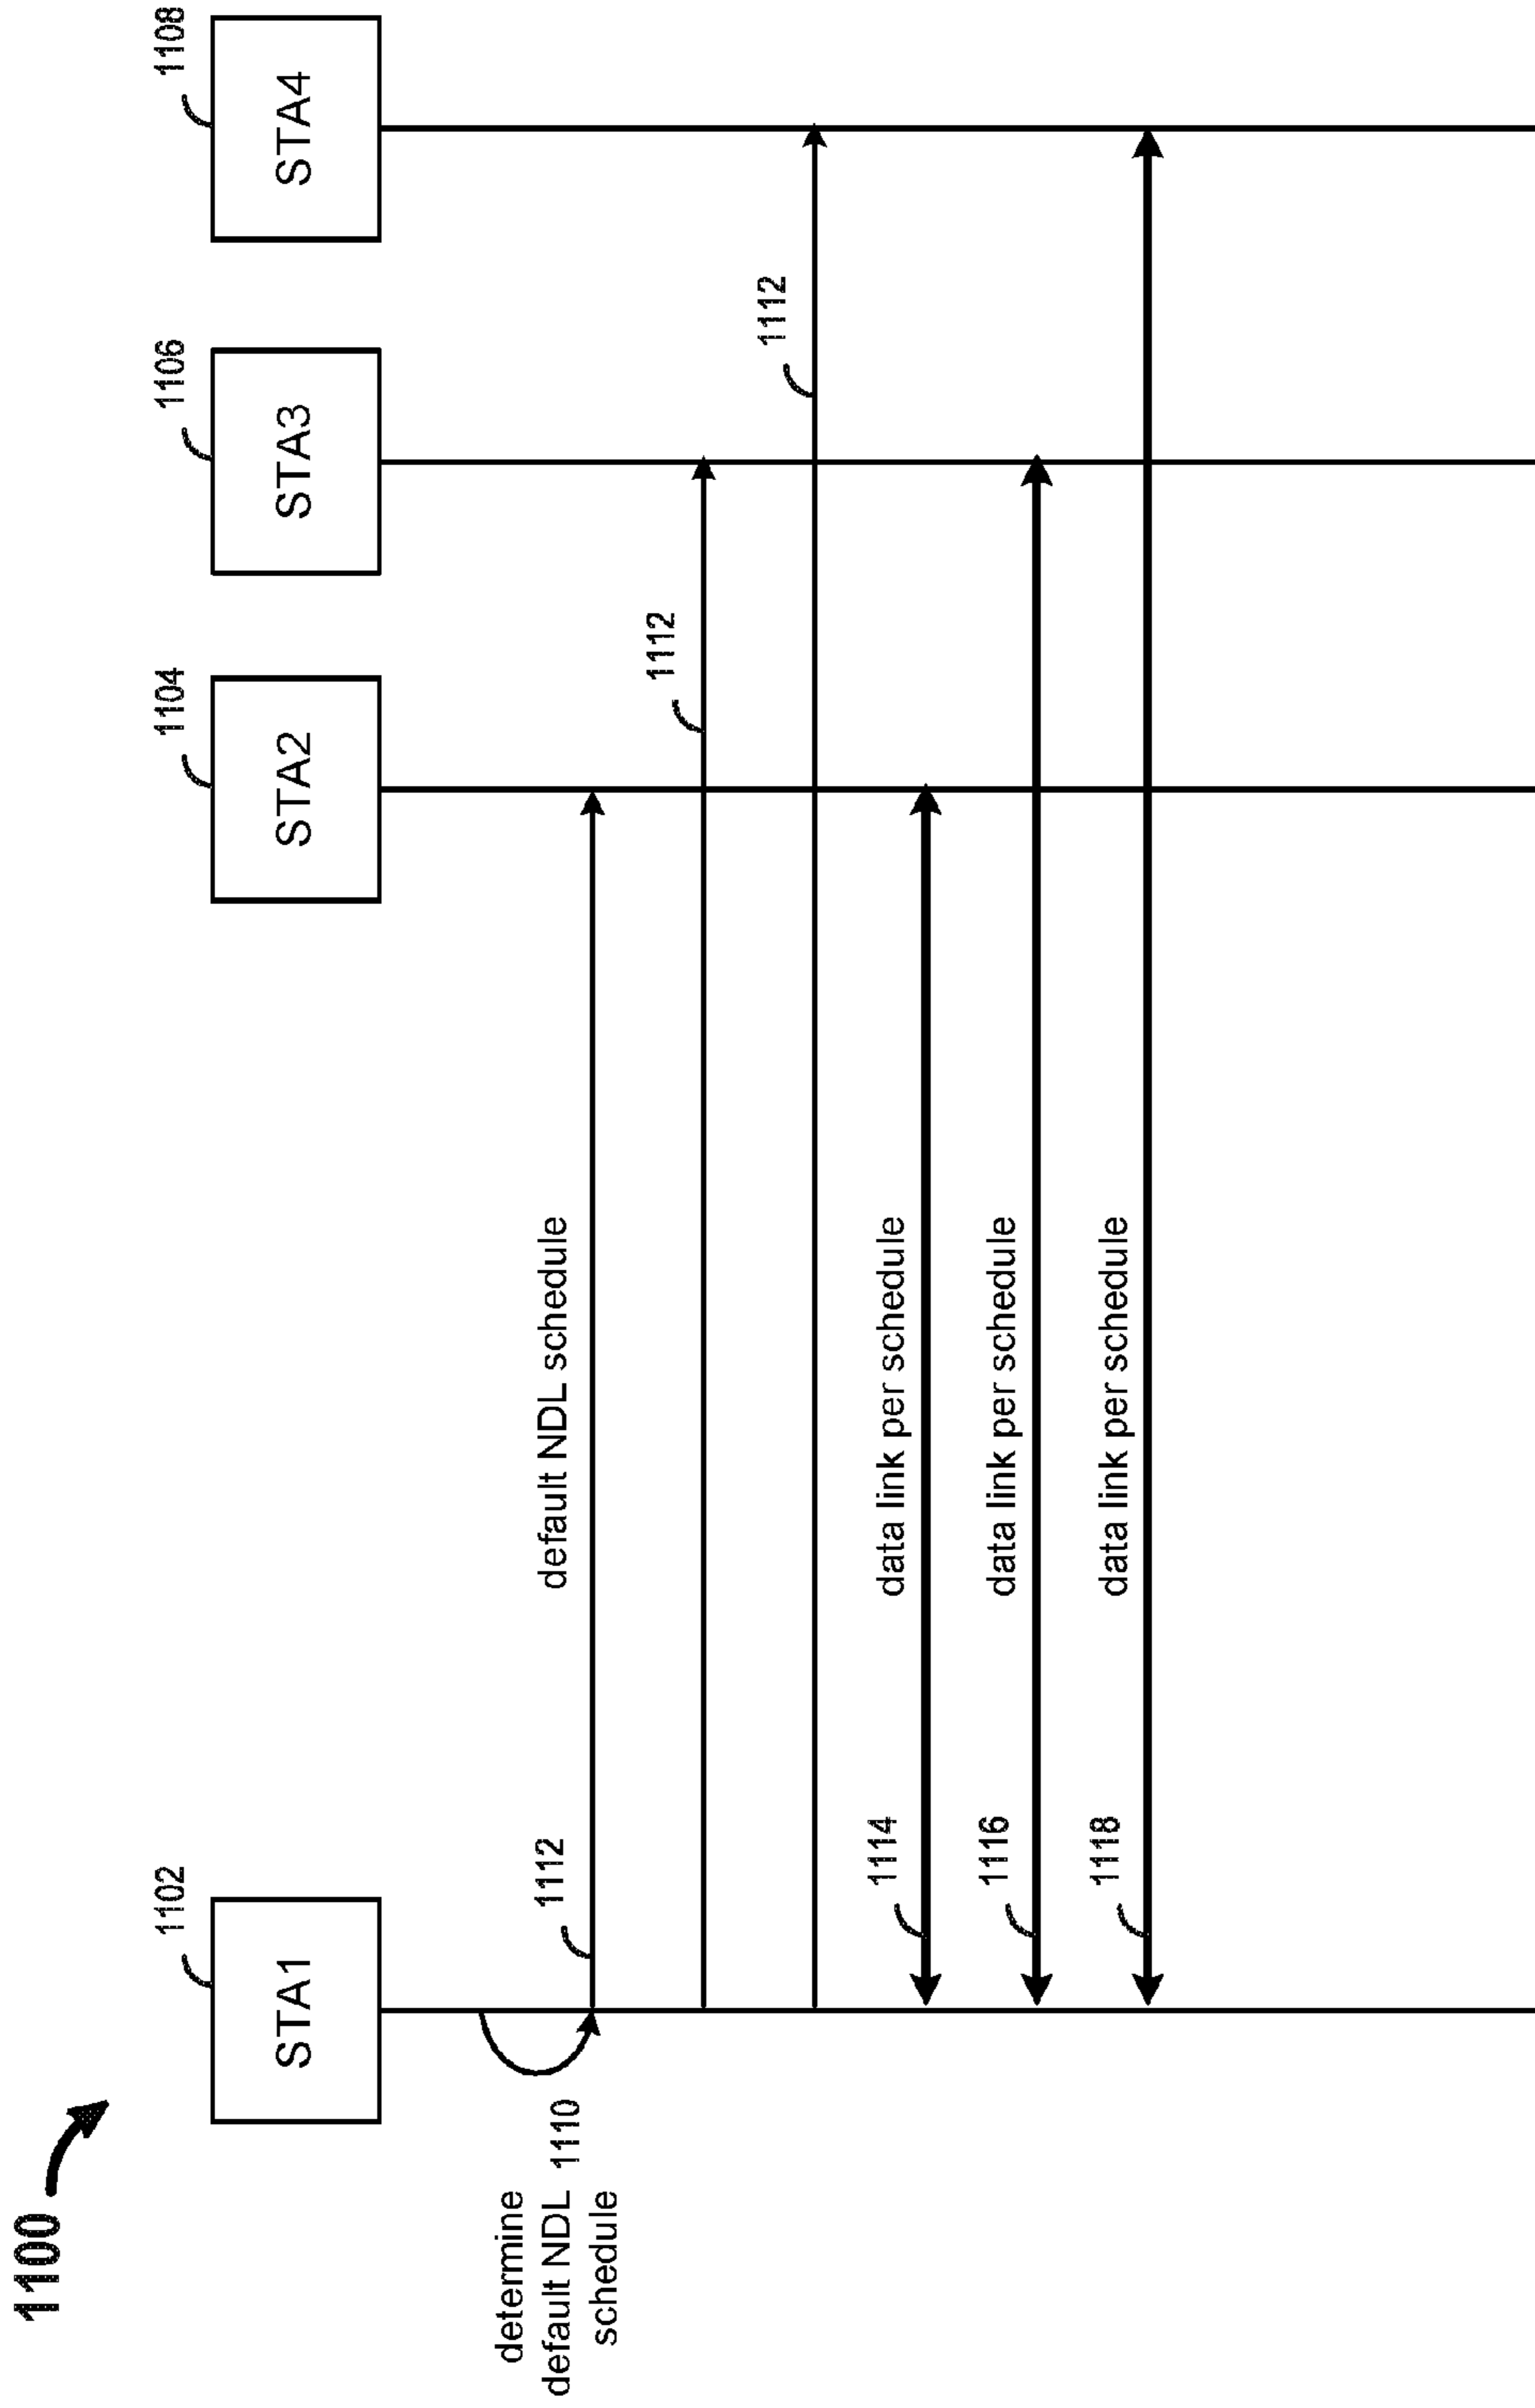 1100
1102
1104
1106
1108
STA1
STA2
STA3
STA4
determine
default NDL 1110
schedule
1112
default NDL schedule
1112
1112
1114
data link per schedule
1116
data link per schedule
1118
data link per schedule